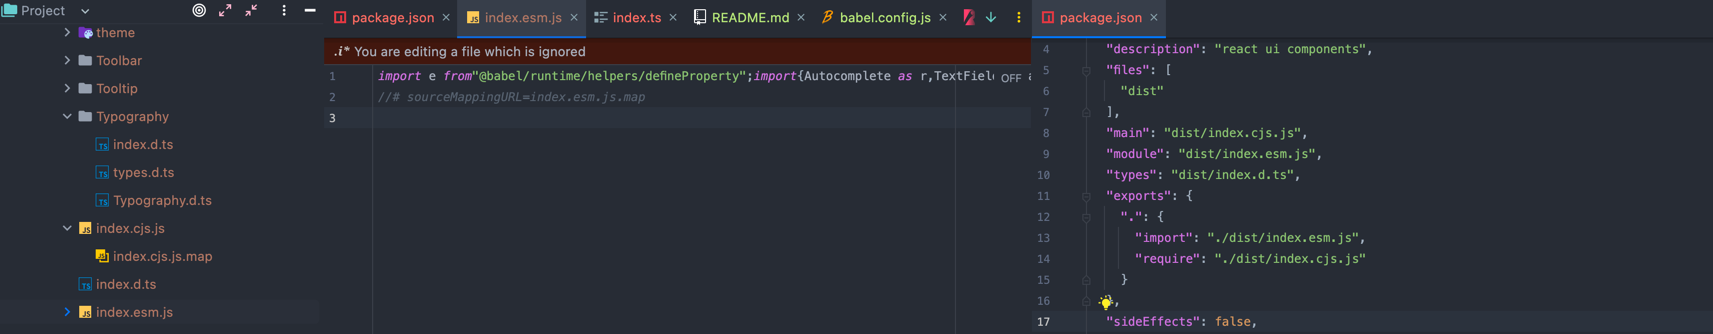 Project
theme
Toolbar
Tooltip
Typography
index.d.ts
types.d.ts
Typography.d.ts
index.cjs.js
index.cjs.js.map
index.d.ts
index.esm.js
package.json
index.esm.js
index.ts
README.md
babel.config.js
.i* You are editing a file which is ignored
1 import e from"@babel/runtime/helpers/defineProperty";import{Autocomplete as r,TextField OFF a
2 //# sourceMappingURL=index.esm.js.map
3
package.json
4 "description": "react ui components",
5 "files": [
6 "dist"
7 ],
8 "main": "dist/index.cjs.js",
9 "module": "dist/index.esm.js",
10 "types": "dist/index.d.ts",
11 "exports": {
12 ".": {
13 "import": "./dist/index.esm.js",
14 "require": "./dist/index.cjs.js"
15 }
16 },
17 "sideEffects": false,